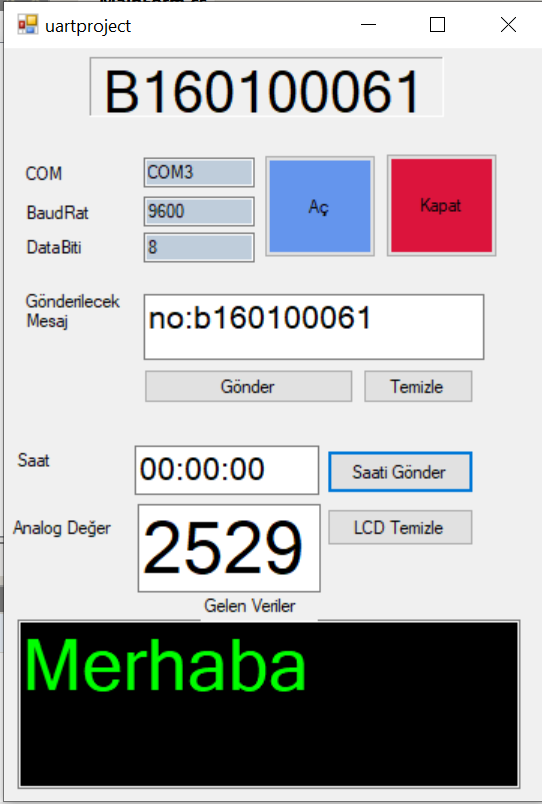 uartproject
B160100061
COM
COM3
BaudRat
9600
DataBiti
8
Aç
Kapat
Gönderilecek
Mesaj
no:b160100061
Gönder
Temizle
Saat
00:00:00
Saati Gönder
Analog Değer
2529
LCD Temizle
Gelen Veriler
Merhaba